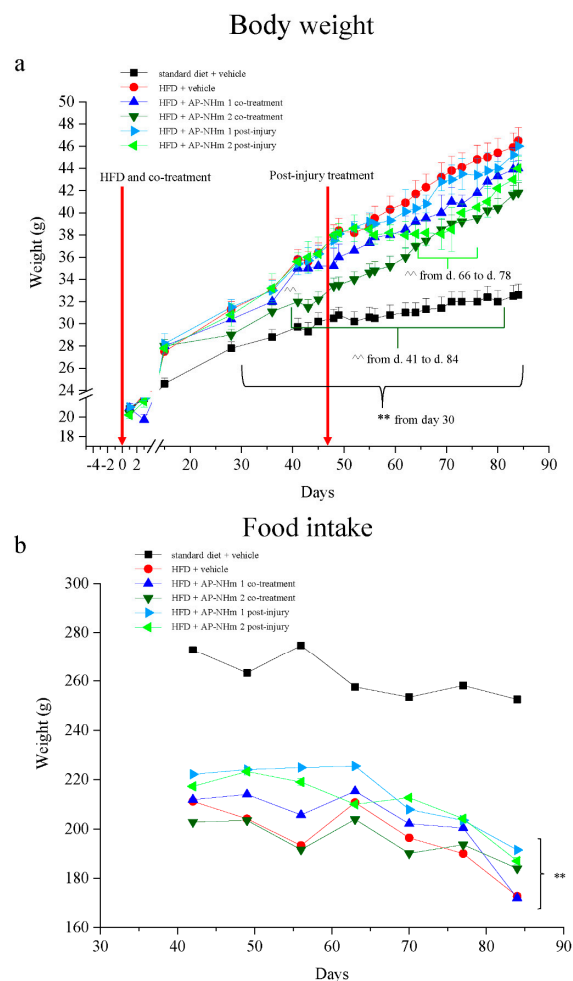 Body weight
a
standard diet + vehicle
HFD + vehicle
HFD + AP-NHm 1 co-treatment
HFD + AP-NHm 2 co-treatment
HFD + AP-NHm 1 post-injury
HFD + AP-NHm 2 post-injury
50
48
46
44
42
40
38
36
34
32
30
28
26
24
20
18
Weight (g)
HFD and co-treatment
Post-injury treatment
^^
^^ from d. 66 to d. 78
^^ from d. 41 to d. 84
** from day 30
-4 -2 0 2 20 30 40 50 60 70 80 90
Days
Food intake
b
standard diet + vehicle
HFD + vehicle
HFD + AP-NHm 1 co-treatment
HFD + AP-NHm 2 co-treatment
HFD + AP-NHm 1 post-injury
HFD + AP-NHm 2 post-injury
300
280
260
240
220
200
180
160
Weight (g)
**
30 40 50 60 70 80 90
Days